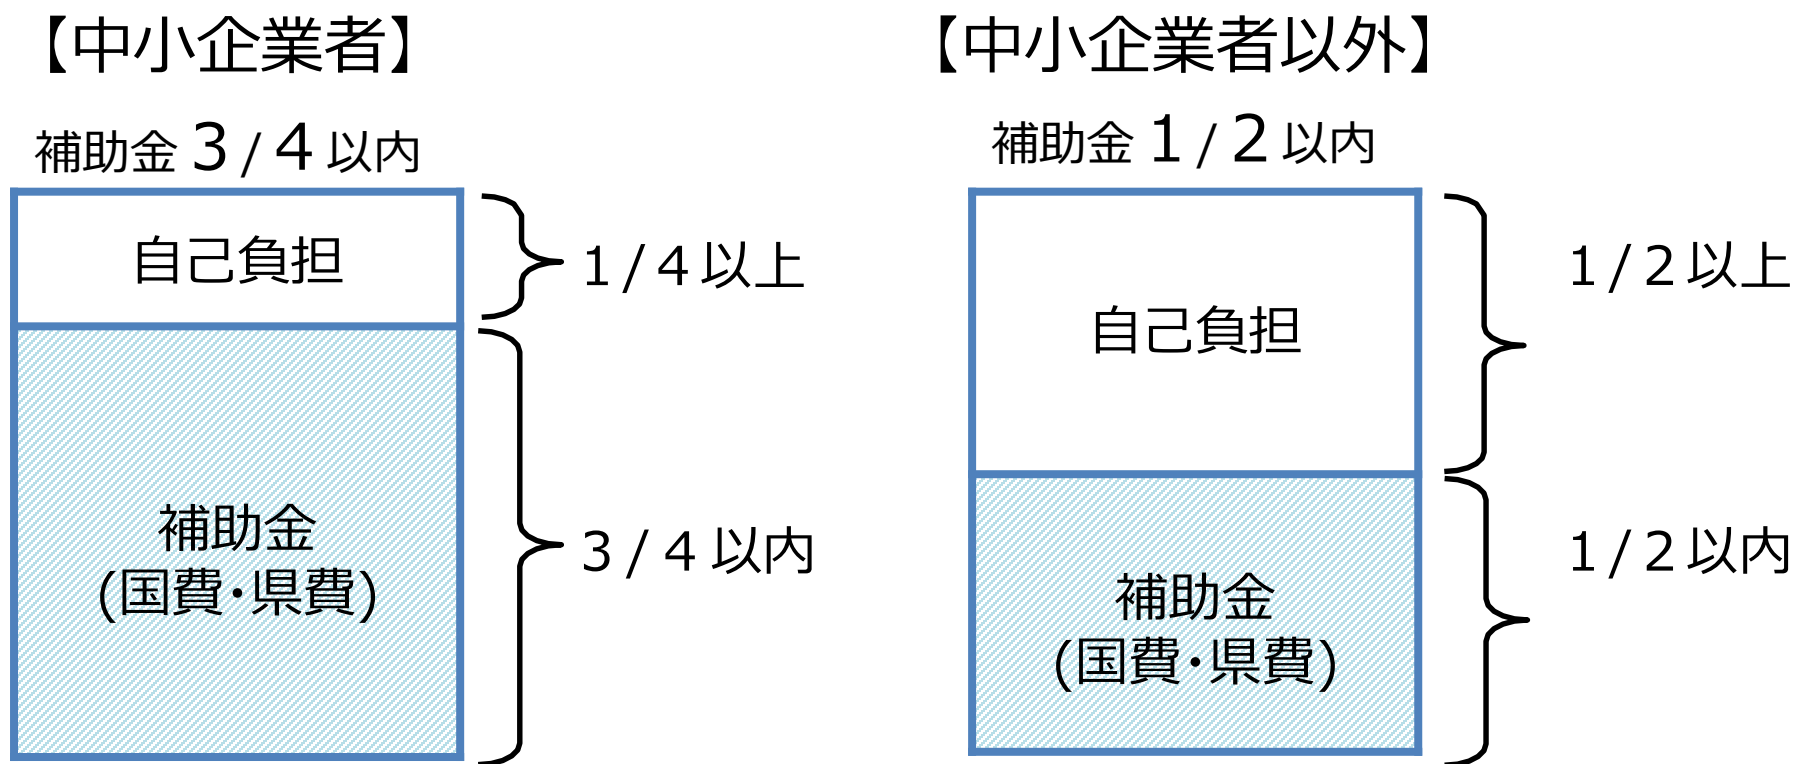 【中小企業者】
補助金 3/4 以内
自己負担
1/4以上
補助金
(国費・県費)
3/4以内
【中小企業者以外】
補助金 1/2 以内
自己負担
1/2以上
補助金
(国費・県費)
1/2以内